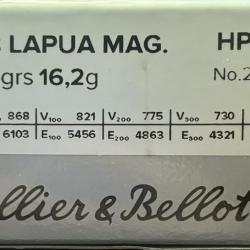 LAPUA MAG. HP
grs 16,2g No.2
868 V100 821 V200 775 V300 730
6103 E100 5456 E200 4863 E300 4321
llier & Bellot